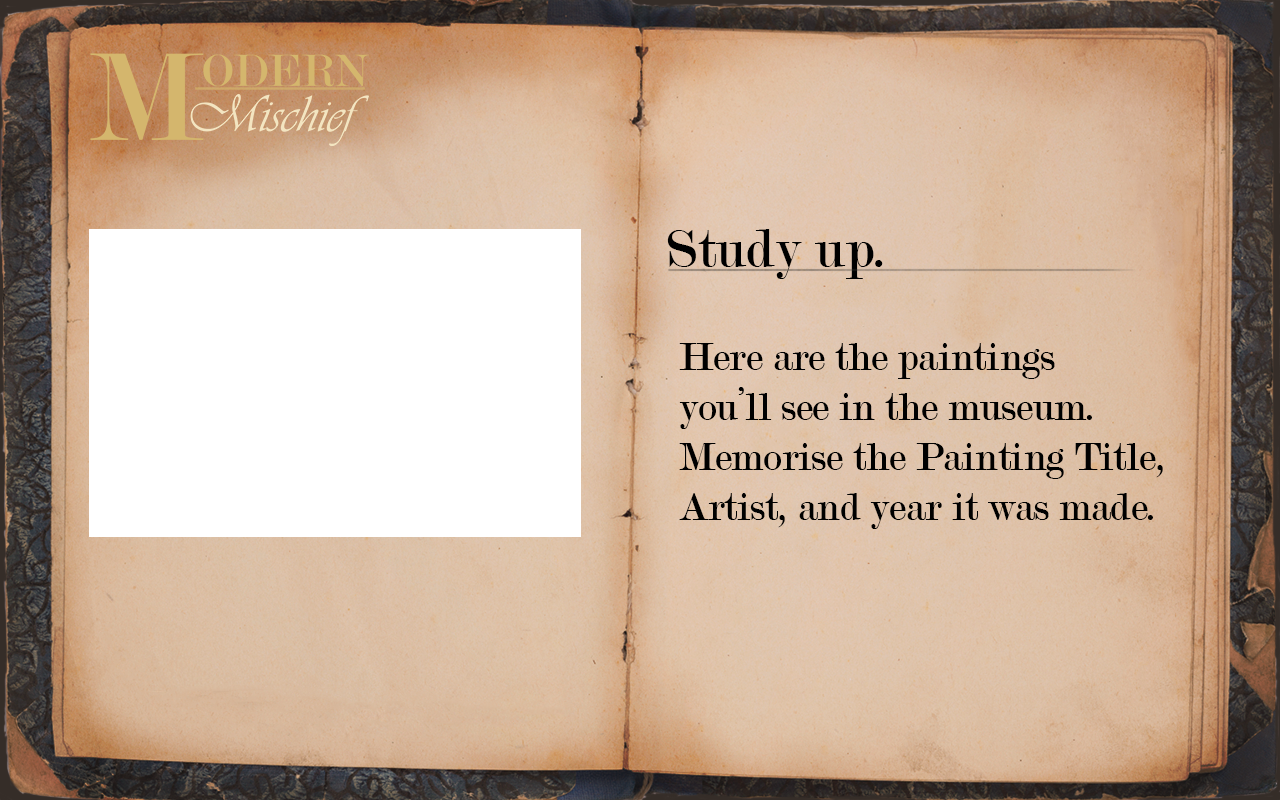 MODERN
Mischief
Study up.
Here are the paintings
you'll see in the museum.
Memorise the Painting Title,
Artist, and year it was made.